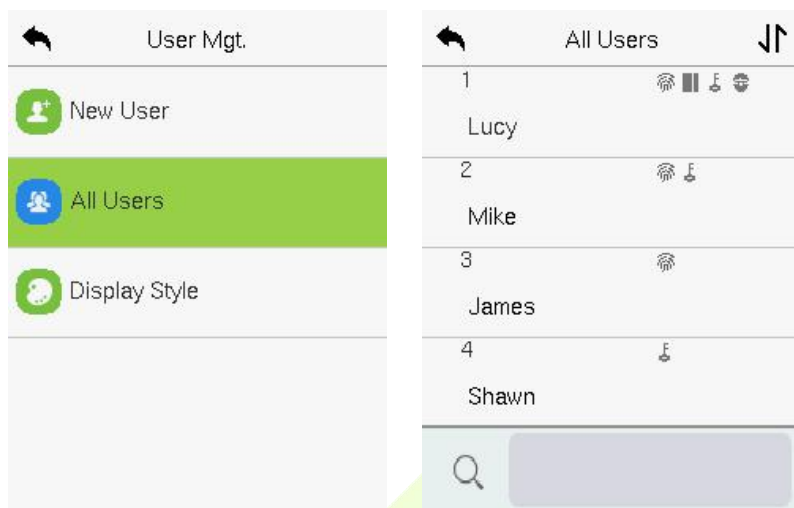 User Mgt.
New User
All Users
Display Style
All Users
1
Lucy
2
Mike
3
James
4
Shawn